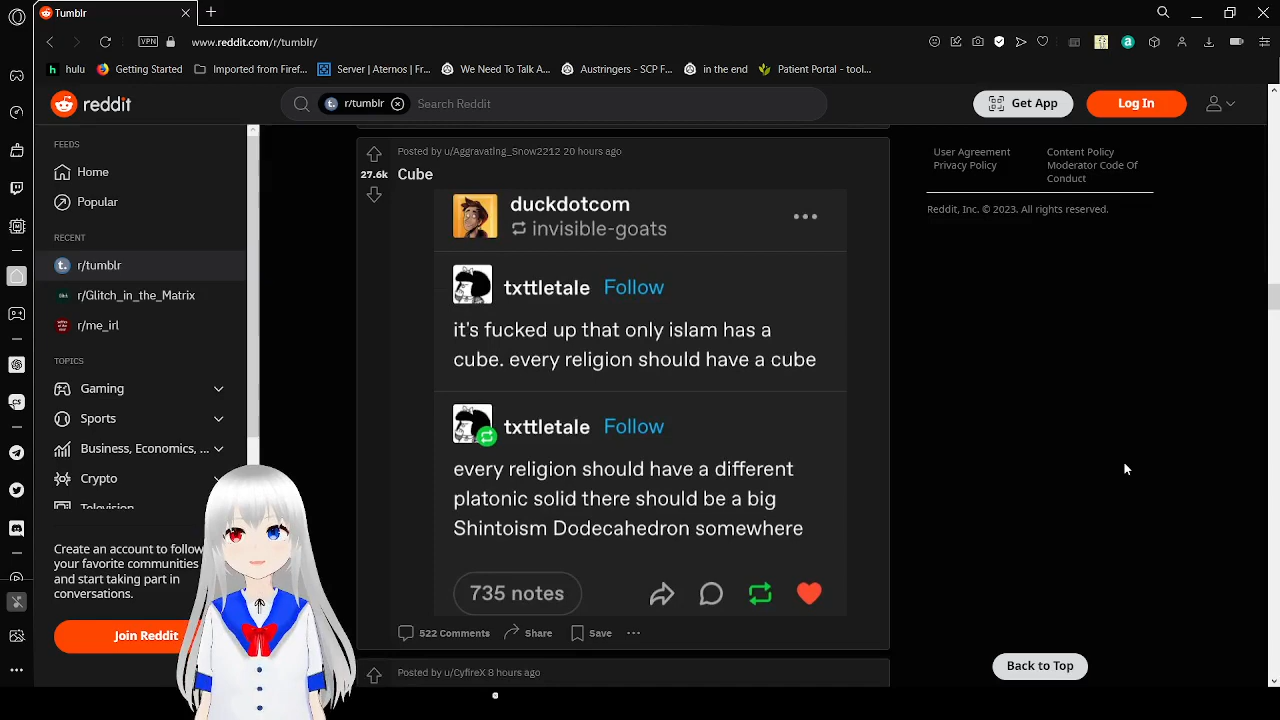 Tumblr
VPN
www.reddit.com/r/tumblr/
hulu
Getting Started
Imported from Firef...
Server | Aternos | Fr...
We Need To Talk A...
Austringers - SCP F...
in the end
Patient Portal - tool...
reddit
r/tumblr
Search Reddit
Get App
Log In
FEEDS
Home
Popular
RECENT
r/tumblr
r/Glitch_in_the_Matrix
r/me_irl
TOPICS
Gaming
Sports
Business, Economics, ...
Crypto
Television
Create an account to follow
your favorite communities
and start taking part in
conversations.
Join Reddit
Posted by u/Aggravating_Snow2212 20 hours ago
27.6k
Cube
duckdotcom
invisible-goats
txttletale Follow
it's fucked up that only islam has a
cube. every religion should have a cube
txttletale Follow
every religion should have a different
platonic solid there should be a big
Shintoism Dodecahedron somewhere
735 notes
522 Comments Share Save
Posted by u/CyfireX 8 hours ago
User Agreement Content Policy
Privacy Policy Moderator Code Of
Conduct
Reddit, Inc. © 2023. All rights reserved.
Back to Top